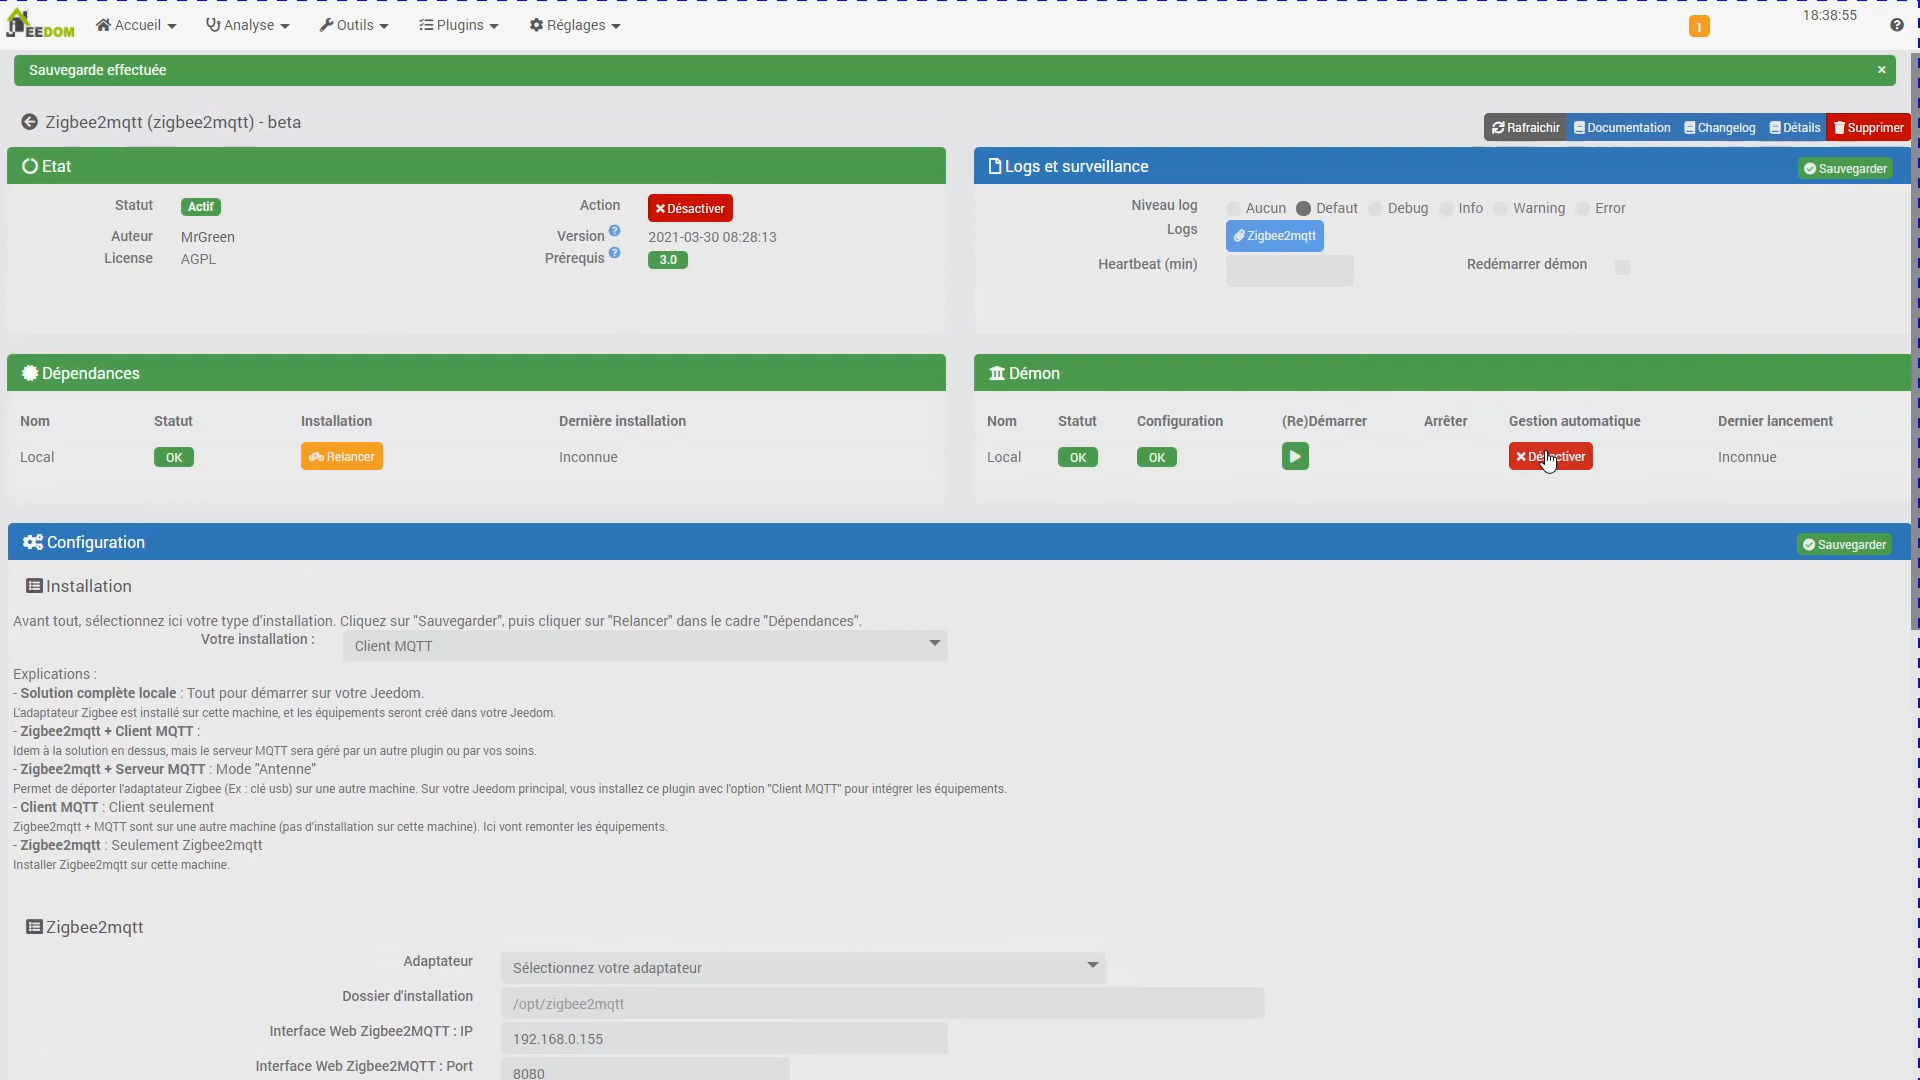 JEEDOM Accueil Analyse Outils Plugins Réglages 1 18:38:55
Sauvegarde effectuée ×
Zigbee2mqtt (zigbee2mqtt) - beta
Rafraichir Documentation Changelog Détails Supprimer
Etat
Statut Actif Action Désactiver
Auteur MrGreen Version 2021-03-30 08:28:13
License AGPL Prérequis 3.0
Logs et surveillance Sauvegarder
Niveau log Aucun Defaut Debug Info Warning Error
Logs Zigbee2mqtt
Heartbeat (min) Redémarrer démon
Dépendances
Nom Statut Installation Dernière installation
Local OK Relancer Inconnue
Démon
Nom Statut Configuration (Re)Démarrer Arrêter Gestion automatique Dernier lancement
Local OK OK Désactiver Inconnue
Configuration Sauvegarder
Installation
Avant tout, sélectionnez ici votre type d'installation. Cliquez sur "Sauvegarder", puis cliquer sur "Relancer" dans le cadre "Dépendances".
Votre installation : Client MQTT
Explications :
- Solution complète locale : Tout pour démarrer sur votre Jeedom.
L'adaptateur Zigbee est installé sur cette machine, et les équipements seront créé dans votre Jeedom.
- Zigbee2mqtt + Client MQTT :
Idem à la solution en dessus, mais le serveur MQTT sera géré par un autre plugin ou par vos soins.
- Zigbee2mqtt + Serveur MQTT : Mode "Antenne"
Permet de déporter l'adaptateur Zigbee (Ex : clé usb) sur une autre machine. Sur votre Jeedom principal, vous installez ce plugin avec l'option "Client MQTT" pour intégrer les équipements.
- Client MQTT : Client seulement
Zigbee2mqtt + MQTT sont sur une autre machine (pas d'installation sur cette machine). Ici vont remonter les équipements.
- Zigbee2mqtt : Seulement Zigbee2mqtt
Installer Zigbee2mqtt sur cette machine.
Zigbee2mqtt
Adaptateur Sélectionnez votre adaptateur
Dossier d'installation /opt/zigbee2mqtt
Interface Web Zigbee2MQTT : IP 192.168.0.155
Interface Web Zigbee2MQTT : Port 8080